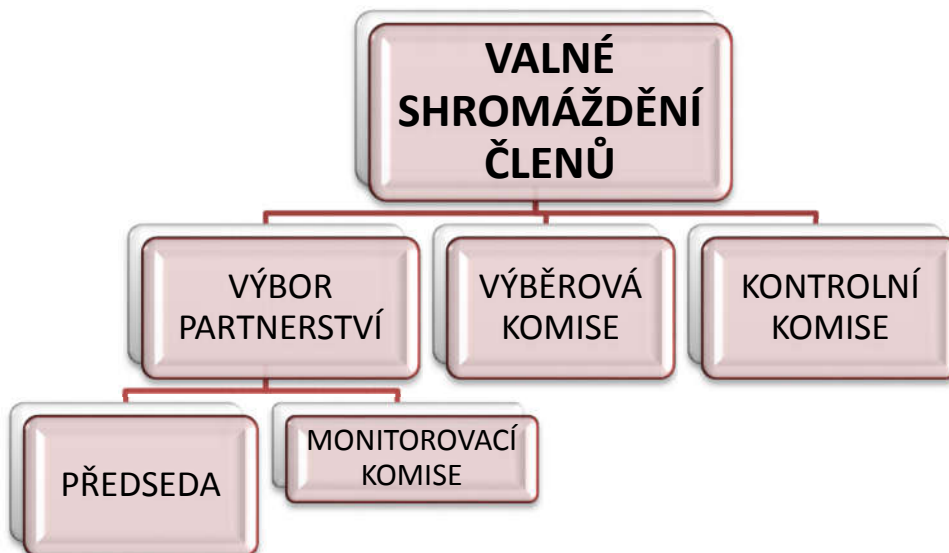 VALNÉ
SHROMÁŽDĚNÍ
ČLENŮ
VÝBOR
PARTNERSTVÍ
VÝBĚROVÁ
KOMISE
KONTROLNÍ
KOMISE
PŘEDSEDA
MONITOROVACÍ
KOMISE